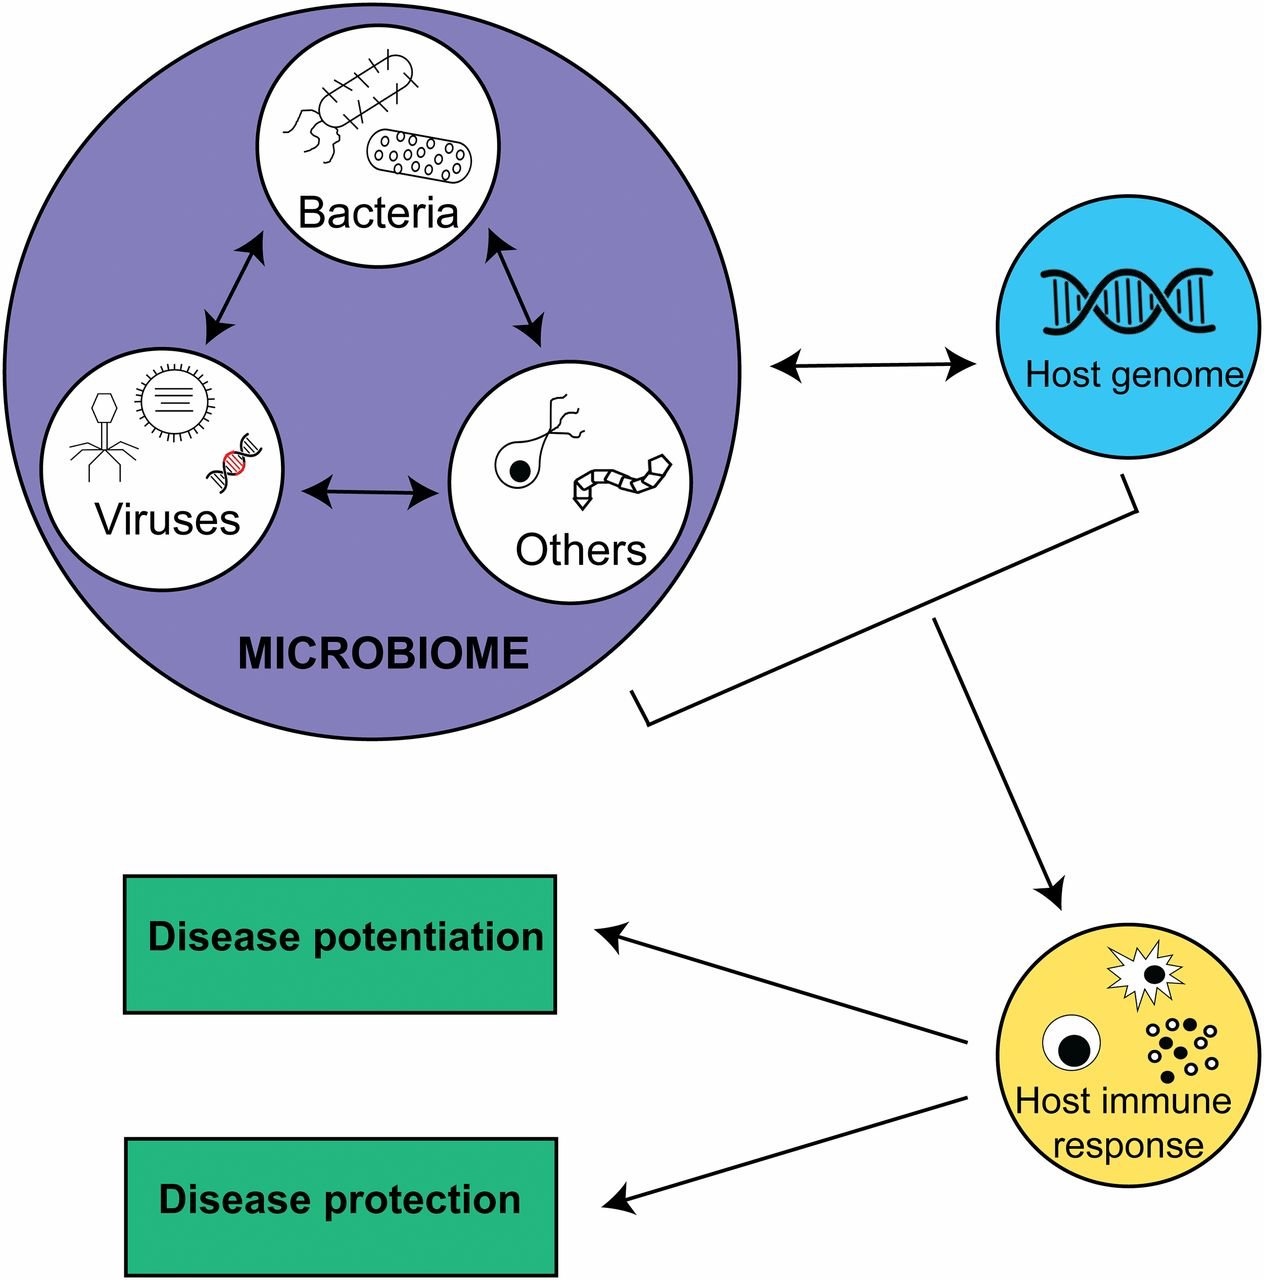 Bacteria
Viruses
Others
MICROBIOME
Host genome
Disease potentiation
Host immune
response
Disease protection